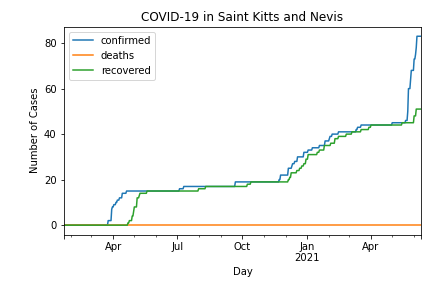 COVID-19 in Saint Kitts and Nevis
confirmed
deaths
recovered
Number of Cases
80
60
40
20
0
Apr
Jul
Oct
Jan
2021
Apr
Day